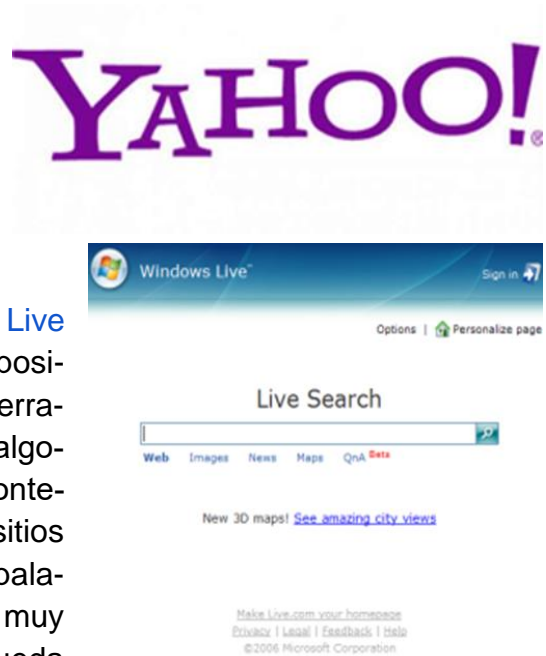 YAHOO!®
Windows Live™
Sign in
Options | Personalize page
Live Search
Web Images News Maps QnA Beta
New 3D maps! See amazing city views
Make Live.com your homepage
Privacy | Legal | Feedback | Help
©2006 Microsoft Corporation
Live
posi-
erra-
algo-
onte-
sitios
pala-
muy
ueda